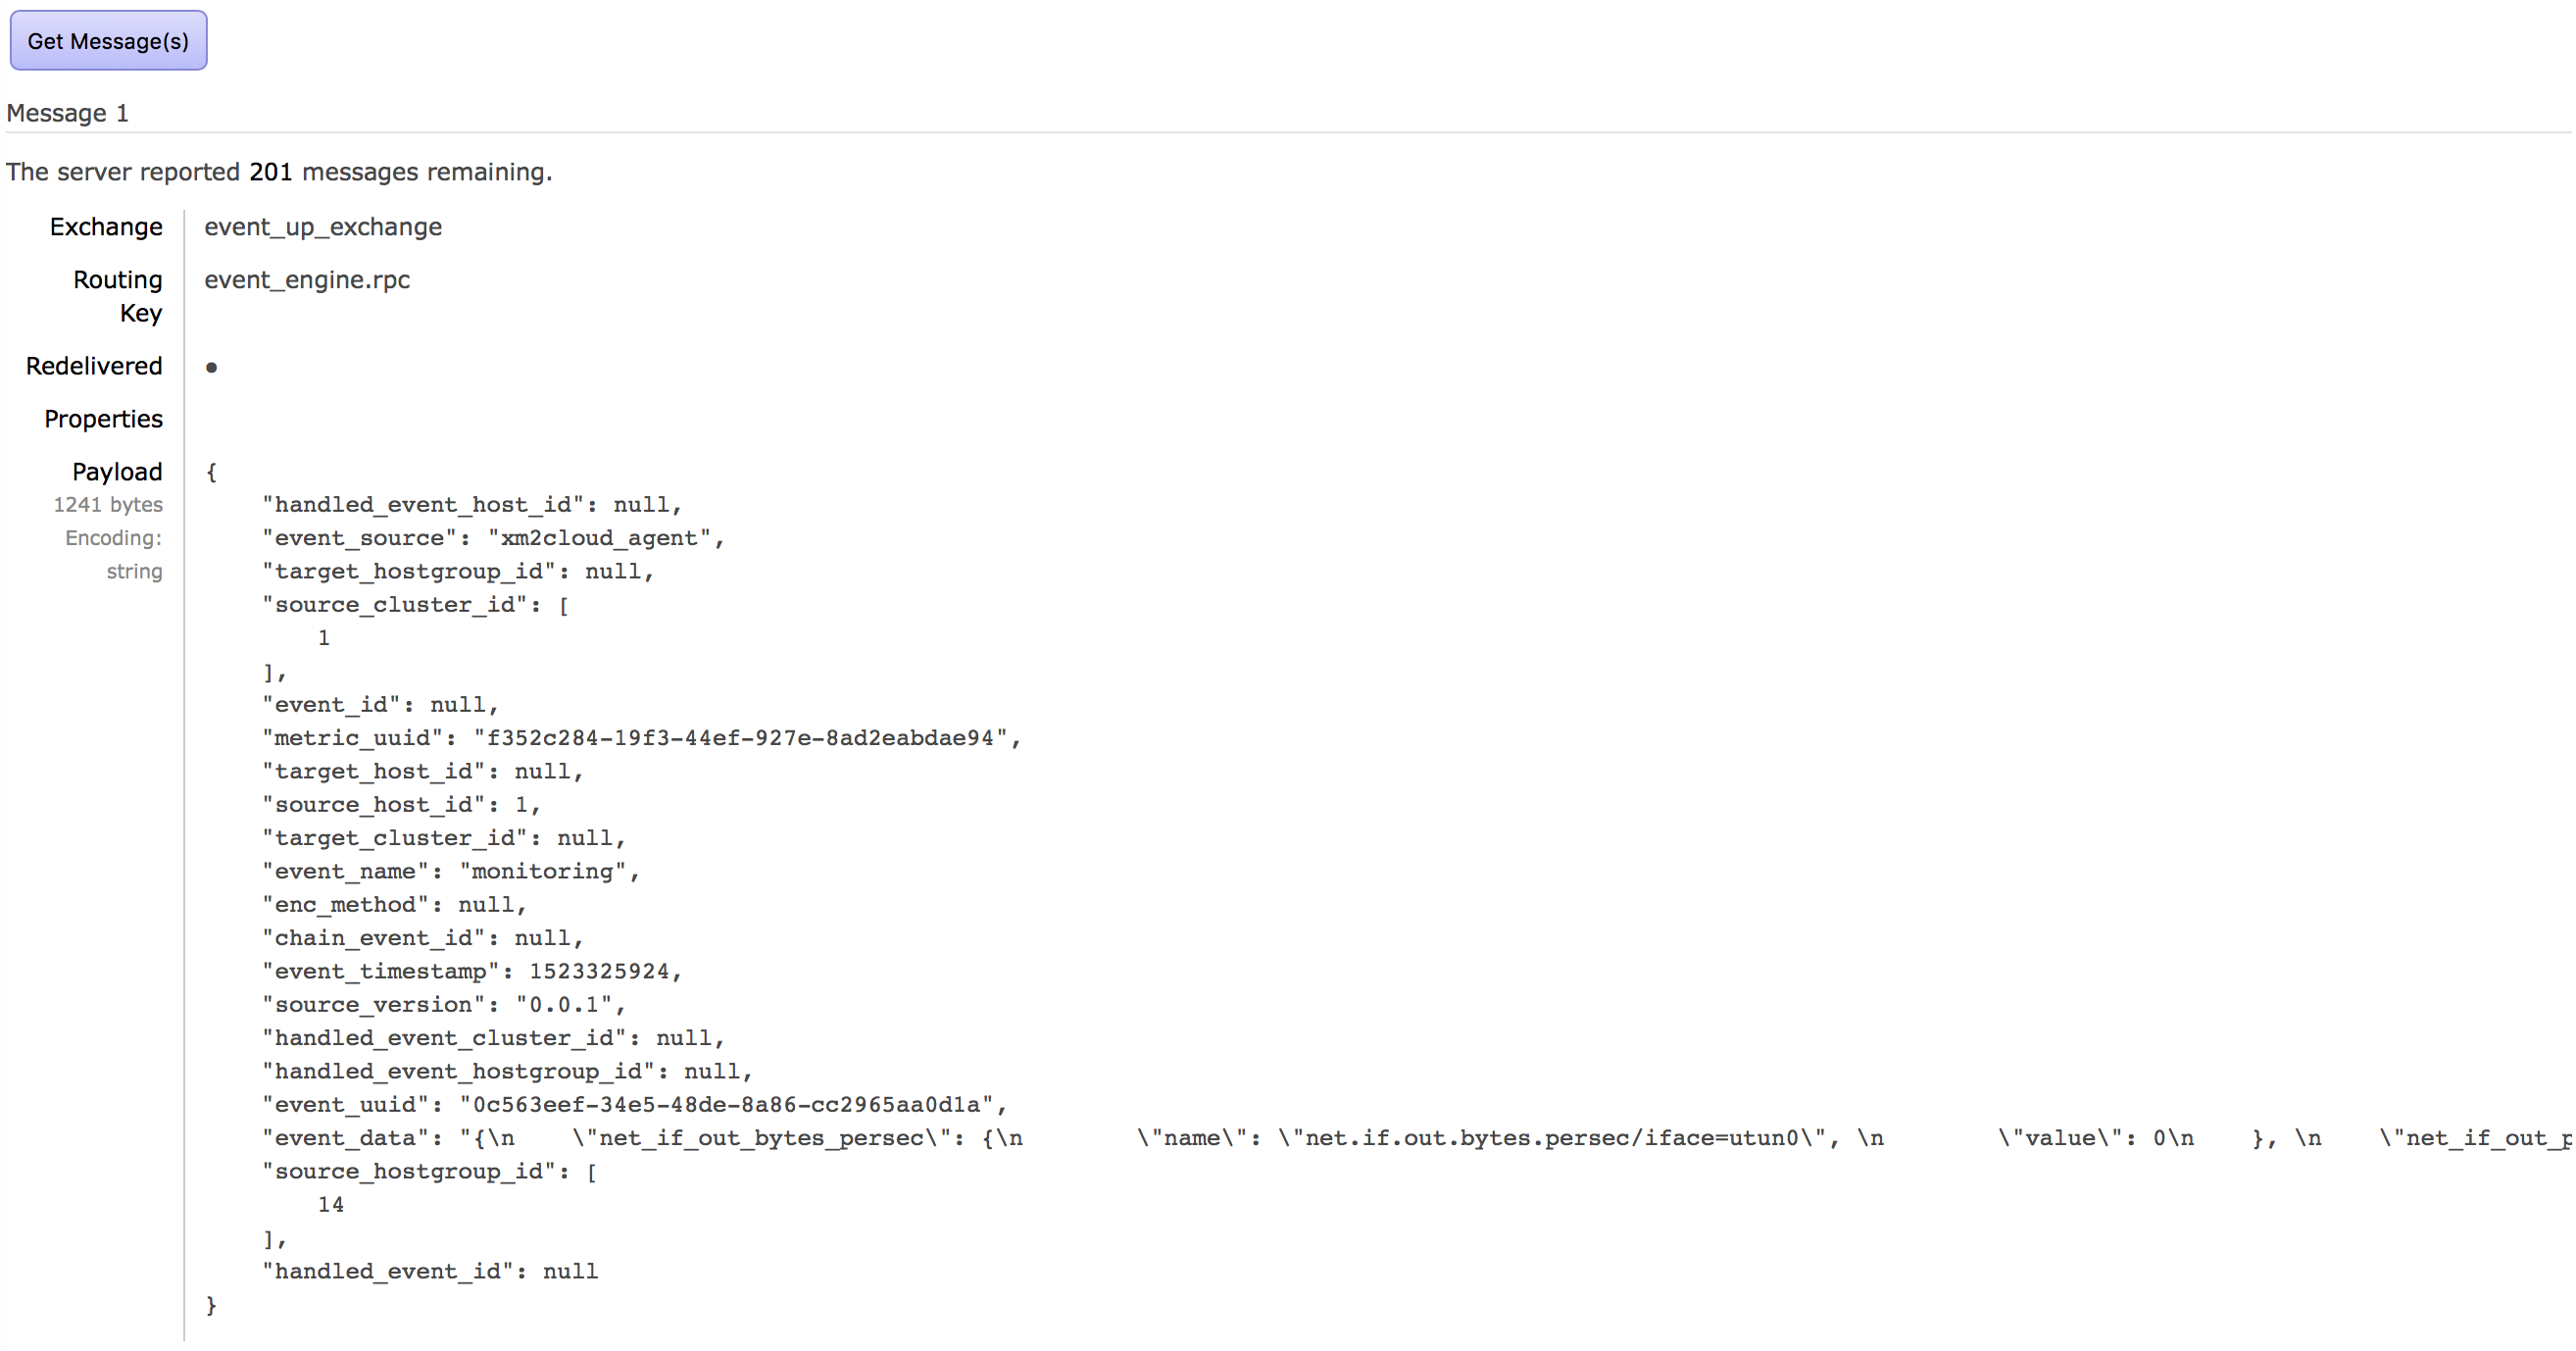 Get Message(s)
Message 1
The server reported 201 messages remaining.
Exchange event_up_exchange
Routing Key event_engine.rpc
Redelivered ●
Properties
Payload
1241 bytes
Encoding:
string
{
    "handled_event_host_id": null,
    "event_source": "xm2cloud_agent",
    "target_hostgroup_id": null,
    "source_cluster_id": [
        1
    ],
    "event_id": null,
    "metric_uuid": "f352c284-19f3-44ef-927e-8ad2eabdae94",
    "target_host_id": null,
    "source_host_id": 1,
    "target_cluster_id": null,
    "event_name": "monitoring",
    "enc_method": null,
    "chain_event_id": null,
    "event_timestamp": 1523325924,
    "source_version": "0.0.1",
    "handled_event_cluster_id": null,
    "handled_event_hostgroup_id": null,
    "event_uuid": "0c563eef-34e5-48de-8a86-cc2965aa0d1a",
    "event_data": "{\n    \"net_if_out_bytes_persec\": {\n        \"name\": \"net.if.out.bytes.persec/iface=utun0\", \n        \"value\": 0\n    }, \n    \"net_if_out_p
    "source_hostgroup_id": [
        14
    ],
    "handled_event_id": null
}